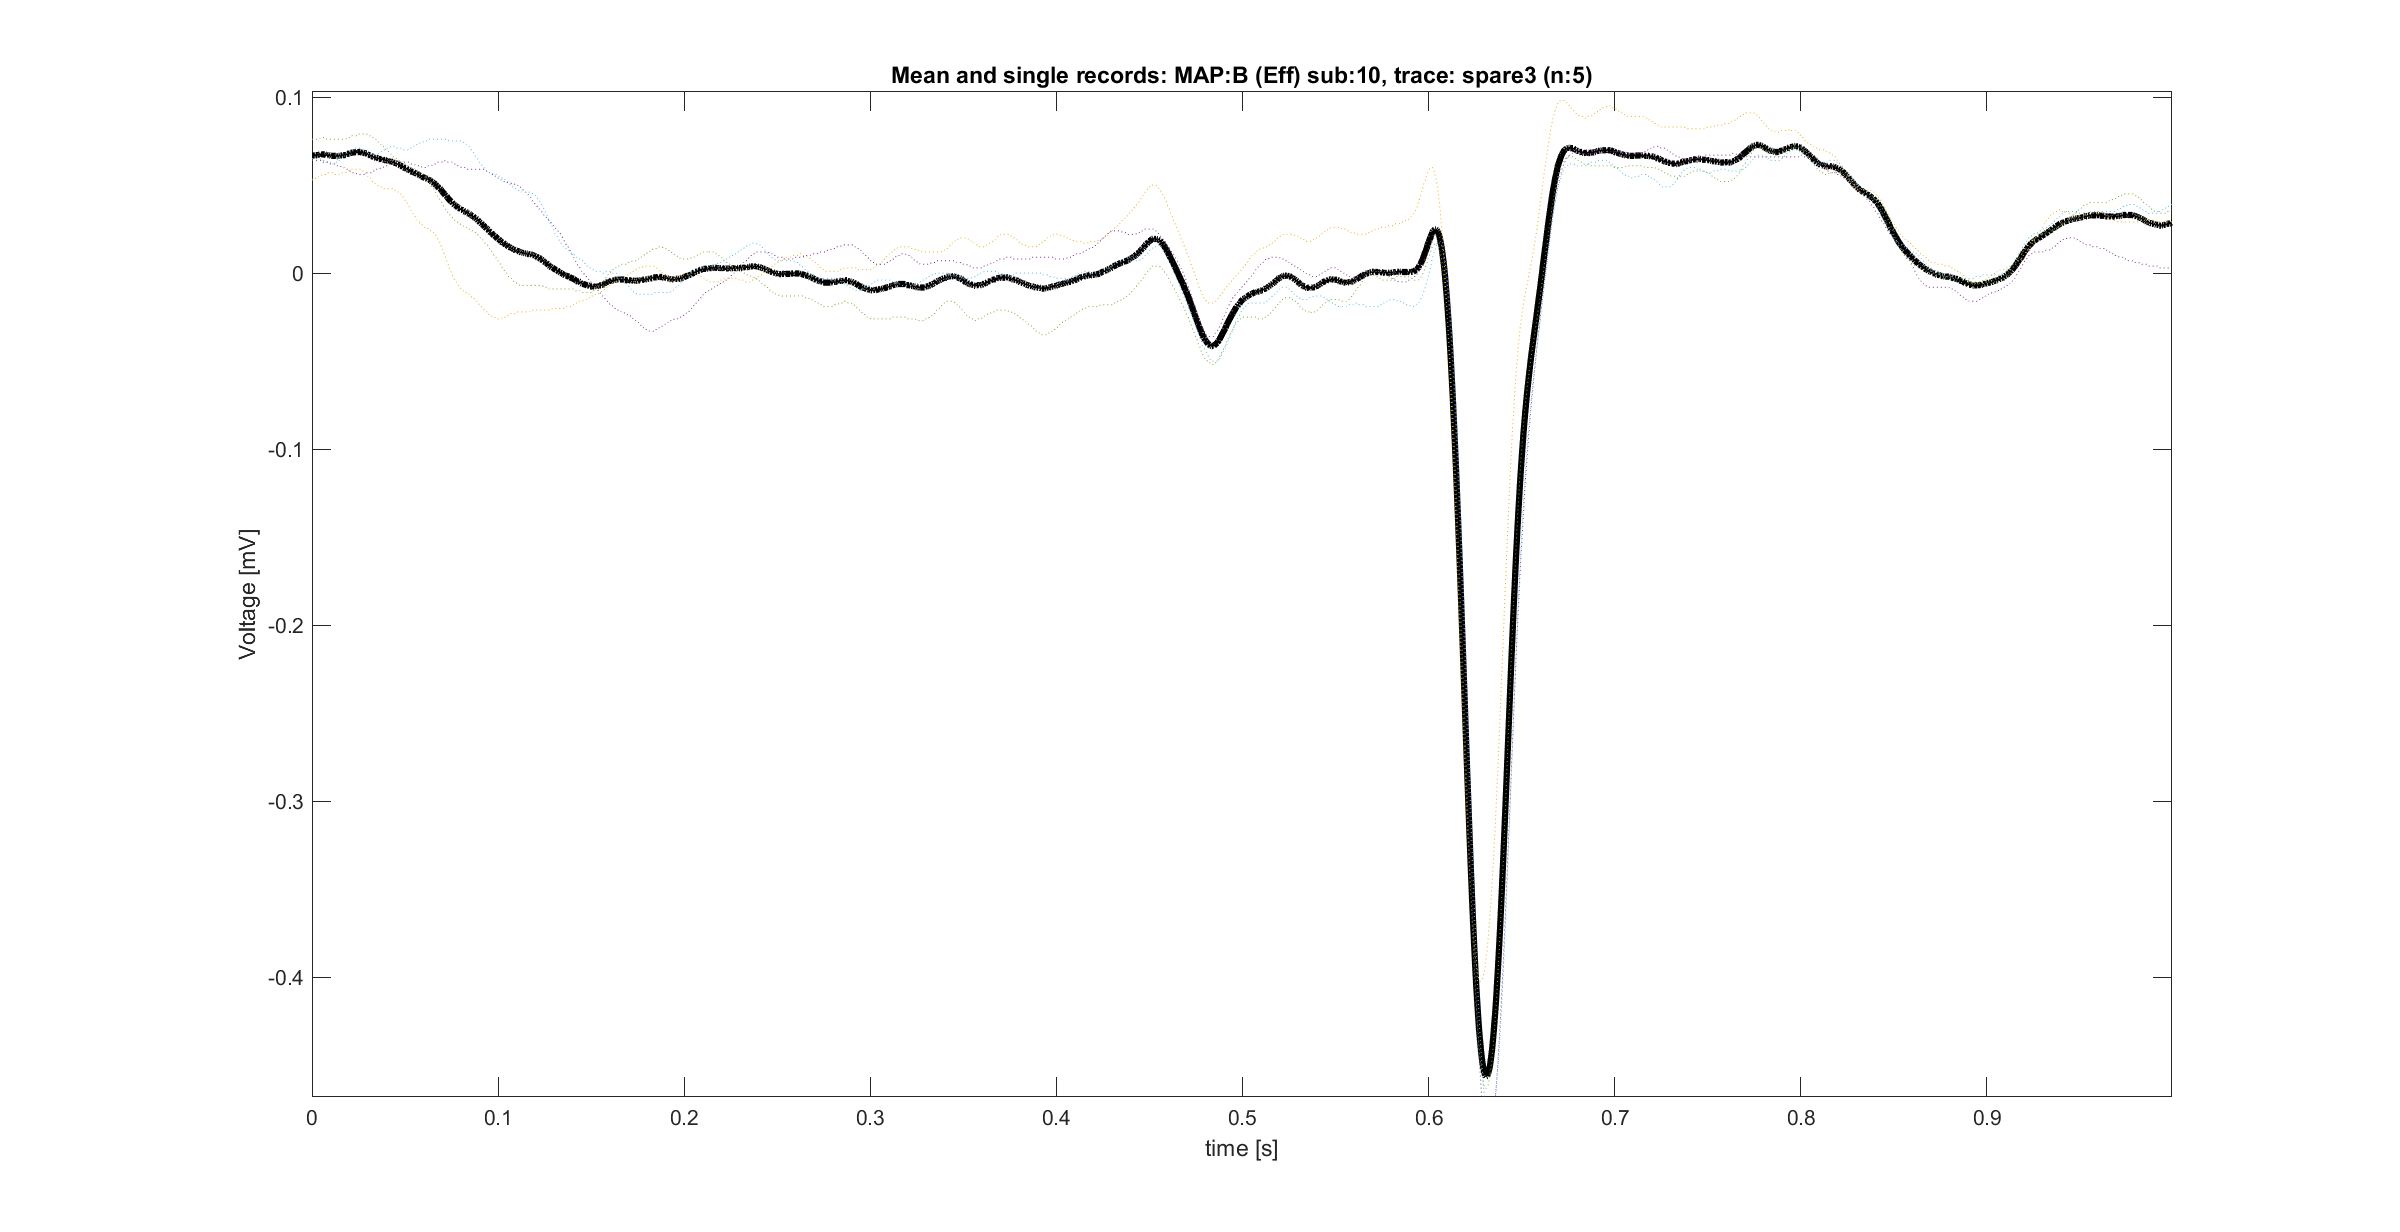 Mean and single records: MAP:B (Eff) sub:10, trace: spare3 (n:5)
0.1
0
-0.1
-0.2
-0.3
-0.4
Voltage [mV]
0 0.1 0.2 0.3 0.4 0.5 0.6 0.7 0.8 0.9
time [s]